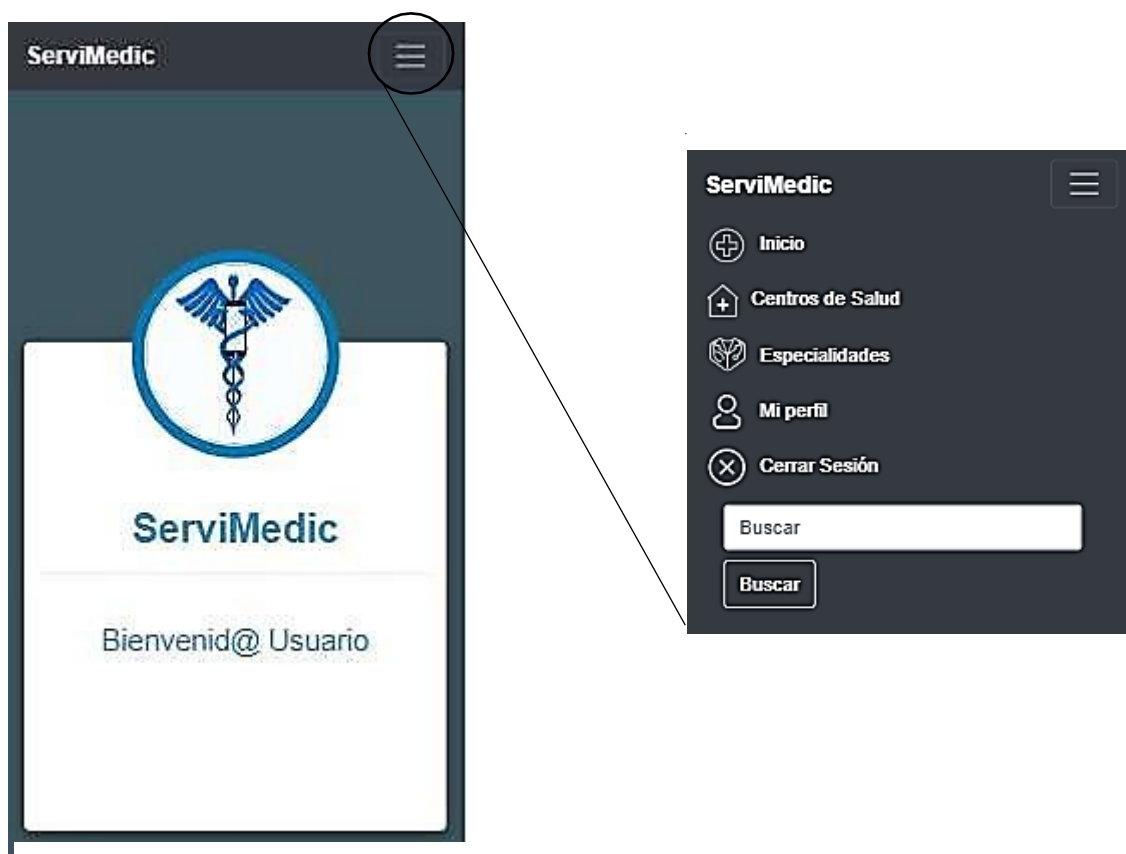 ServiMedic
ServiMedic
Bienvenid@ Usuario
ServiMedic
Inicio
Centros de Salud
Especialidades
Mi perfil
Cerrar Sesión
Buscar
Buscar